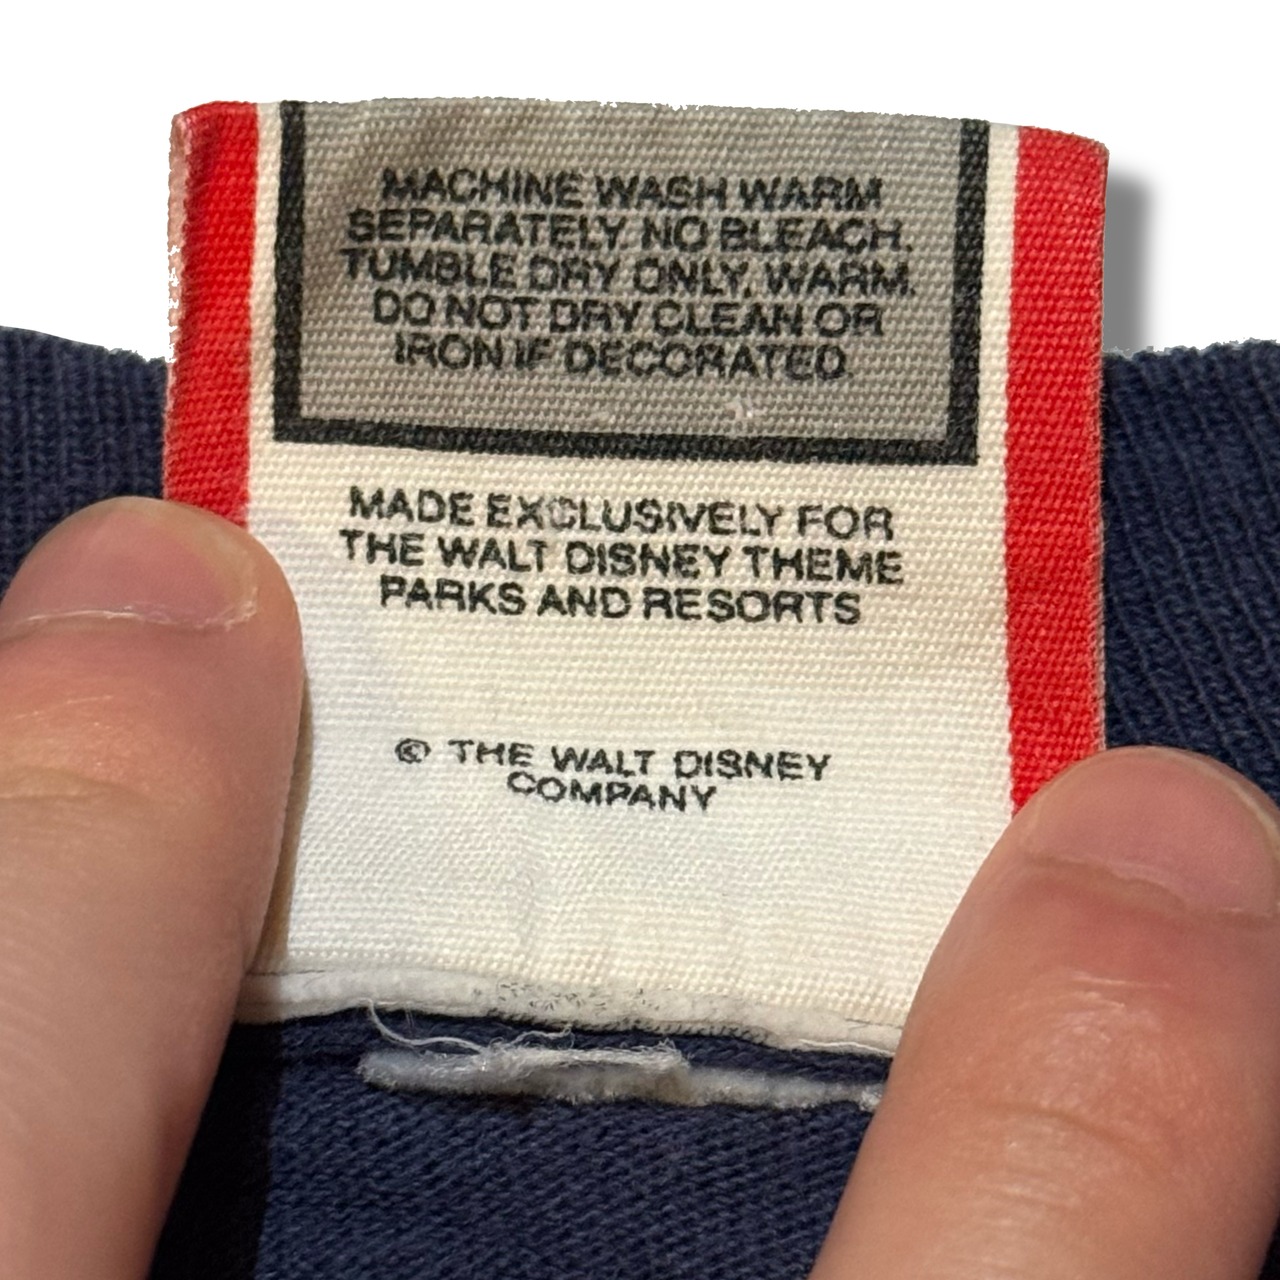 MACHINE WASH WARM
SEPARATELY NO BLEACH.
TUMBLE DRY ONLY, WARM.
DO NOT DRY CLEAN OR
IRON IF DECORATED
MADE EXCLUSIVELY FOR
THE WALT DISNEY THEME
PARKS AND RESORTS
© THE WALT DISNEY
COMPANY